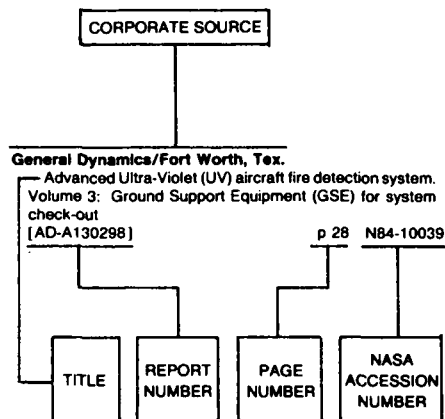 CORPORATE SOURCE
General Dynamics/Fort Worth, Tex.
Advanced Ultra-Violet (UV) aircraft fire detection system.
Volume 3: Ground Support Equipment (GSE) for system
check-out
[AD-A130298] p 28 N84-10039
TITLE
REPORT
NUMBER
PAGE
NUMBER
NASA
ACCESSION
NUMBER